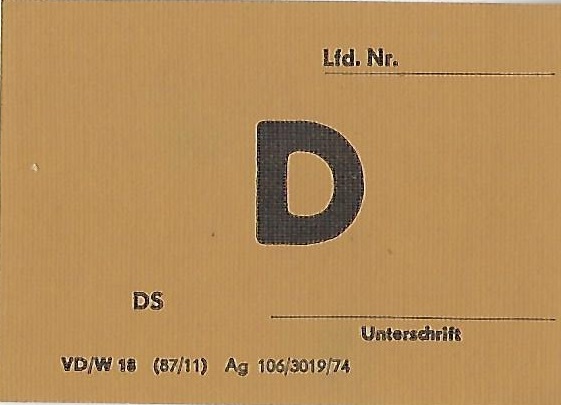 Lfd. Nr.
D
DS
Unterschrift
VD/W 18 (87/11) Ag 106/3019/74